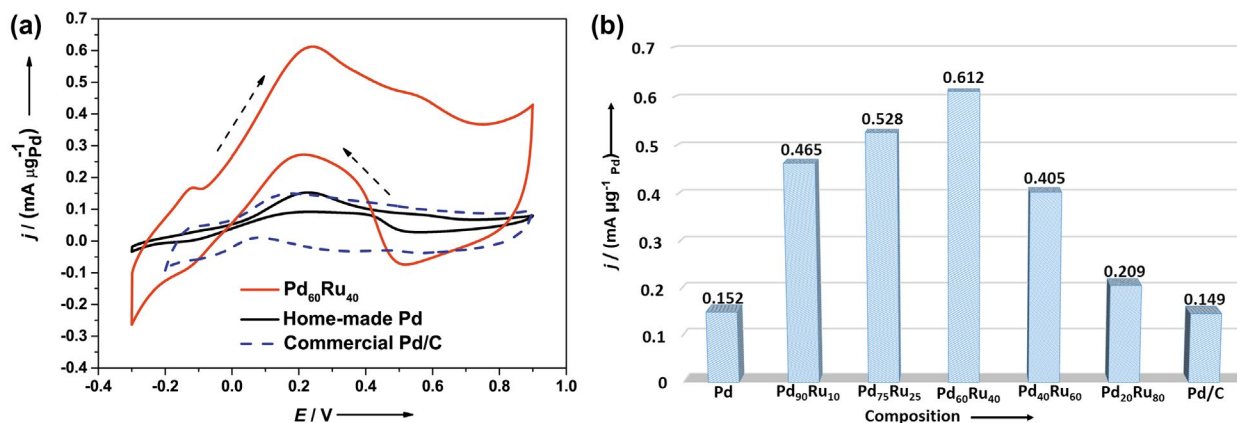 (a)
j / (mA μg⁻¹Pd)
0.7
0.6
0.5
0.4
0.3
0.2
0.1
0.0
-0.1
-0.2
-0.3
-0.4
Pd₆₀Ru₄₀
Home-made Pd
Commercial Pd/C
-0.4 -0.2 0.0 0.2 0.4 0.6 0.8 1.0
E / V
(b)
j / (mA μg⁻¹ Pd)
0.7
0.6
0.5
0.4
0.3
0.2
0.1
0
0.152
0.465
0.528
0.612
0.405
0.209
0.149
Pd Pd₉₀Ru₁₀ Pd₇₅Ru₂₅ Pd₆₀Ru₄₀ Pd₄₀Ru₆₀ Pd₂₀Ru₈₀ Pd/C
Composition